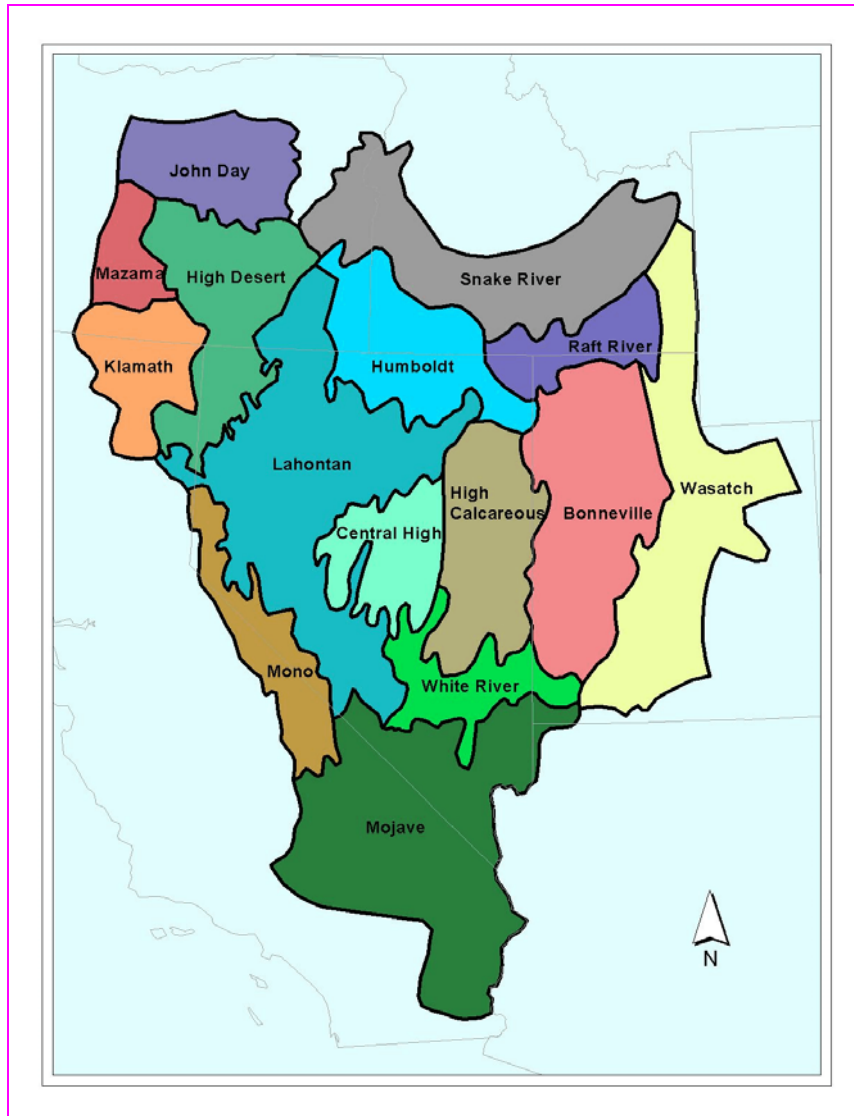 John Day
Mazama
High Desert
Snake River
Klamath
Humboldt
Raft River
Lahontan
High
Calcareous
Bonneville
Wasatch
Central High
Mono
White River
Mojave
N